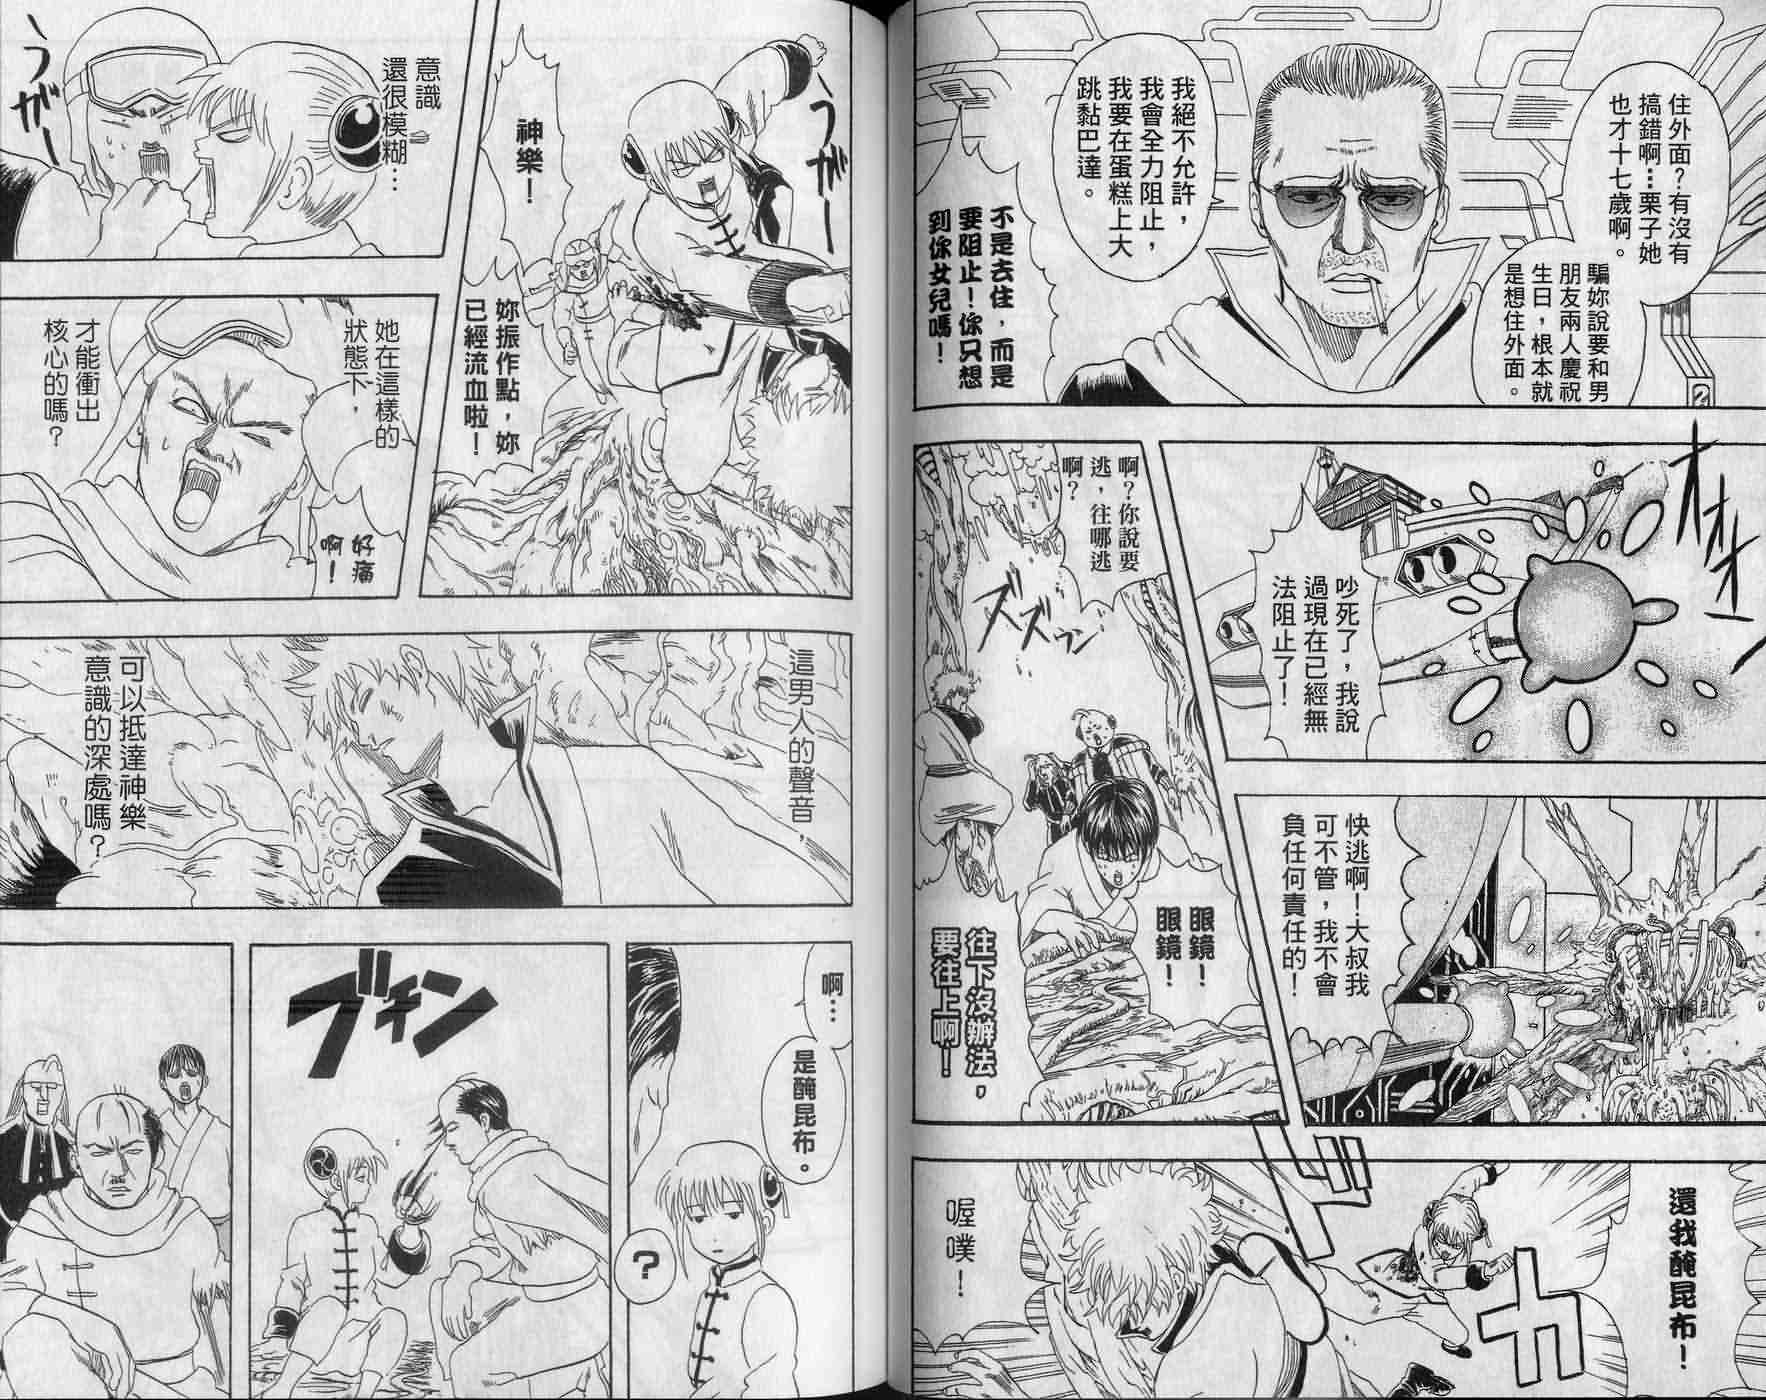 住外面？有沒有
搞錯啊…栗子她
也才十七歲啊。
騙妳說要和男
朋友兩人慶祝
生日，根本就
是想住外面。
我絕不允許，
我會全力阻止，
我要在蛋糕上大
跳黏巴達。
不是去住，而是
要阻止！你只想
到你女兒嗎！
オオオ
吵死了，我說
過現在已經無
法阻止了！
啊？你說要
逃，往哪逃
啊？
ズズウン
眼鏡！
眼鏡！
往下沒辦法，
要往上啊！
快逃啊！大叔我
可不管，我不會
負任何責任的！
還我醃昆布！
ドカ
喔噗！
うがー
神樂！
妳振作點，妳
已經流血啦！
うがー
意識
還很模糊…
她在這樣的
狀態下，
才能衝出
核心的嗎？
好痛
啊！
這男人的聲音，
可以抵達神樂
意識的深處嗎？
啊…
是醃昆布。
？
ブチン